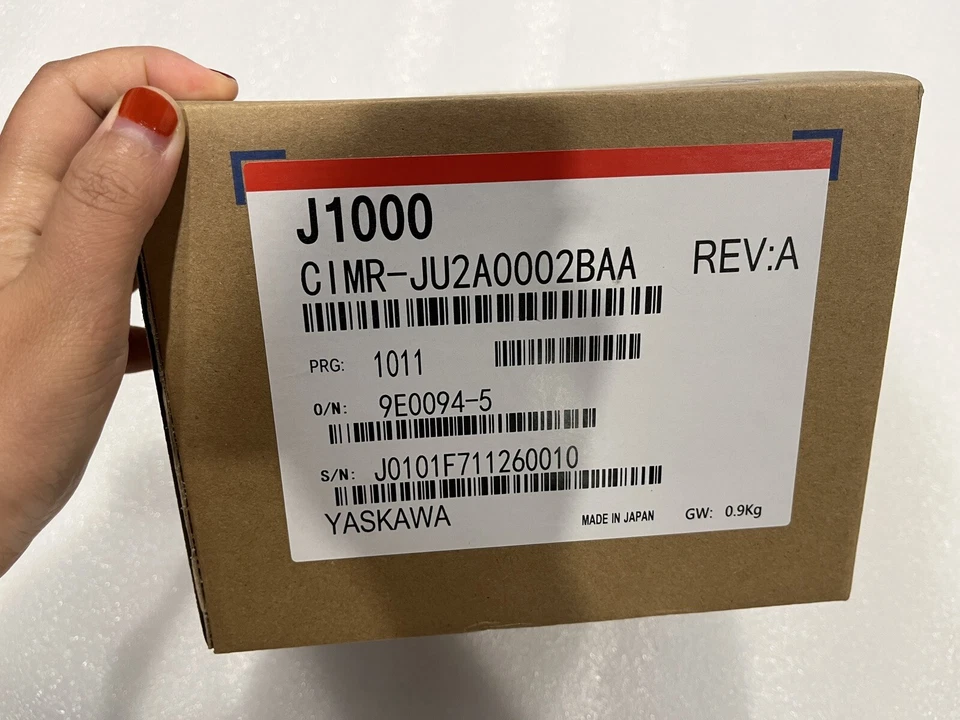 J1000
CIMR-JU2A0002BAA REV:A
PRG: 1011
O/N: 9E0094-5
S/N: J0101F711260010
YASKAWA MADE IN JAPAN GW: 0.9Kg